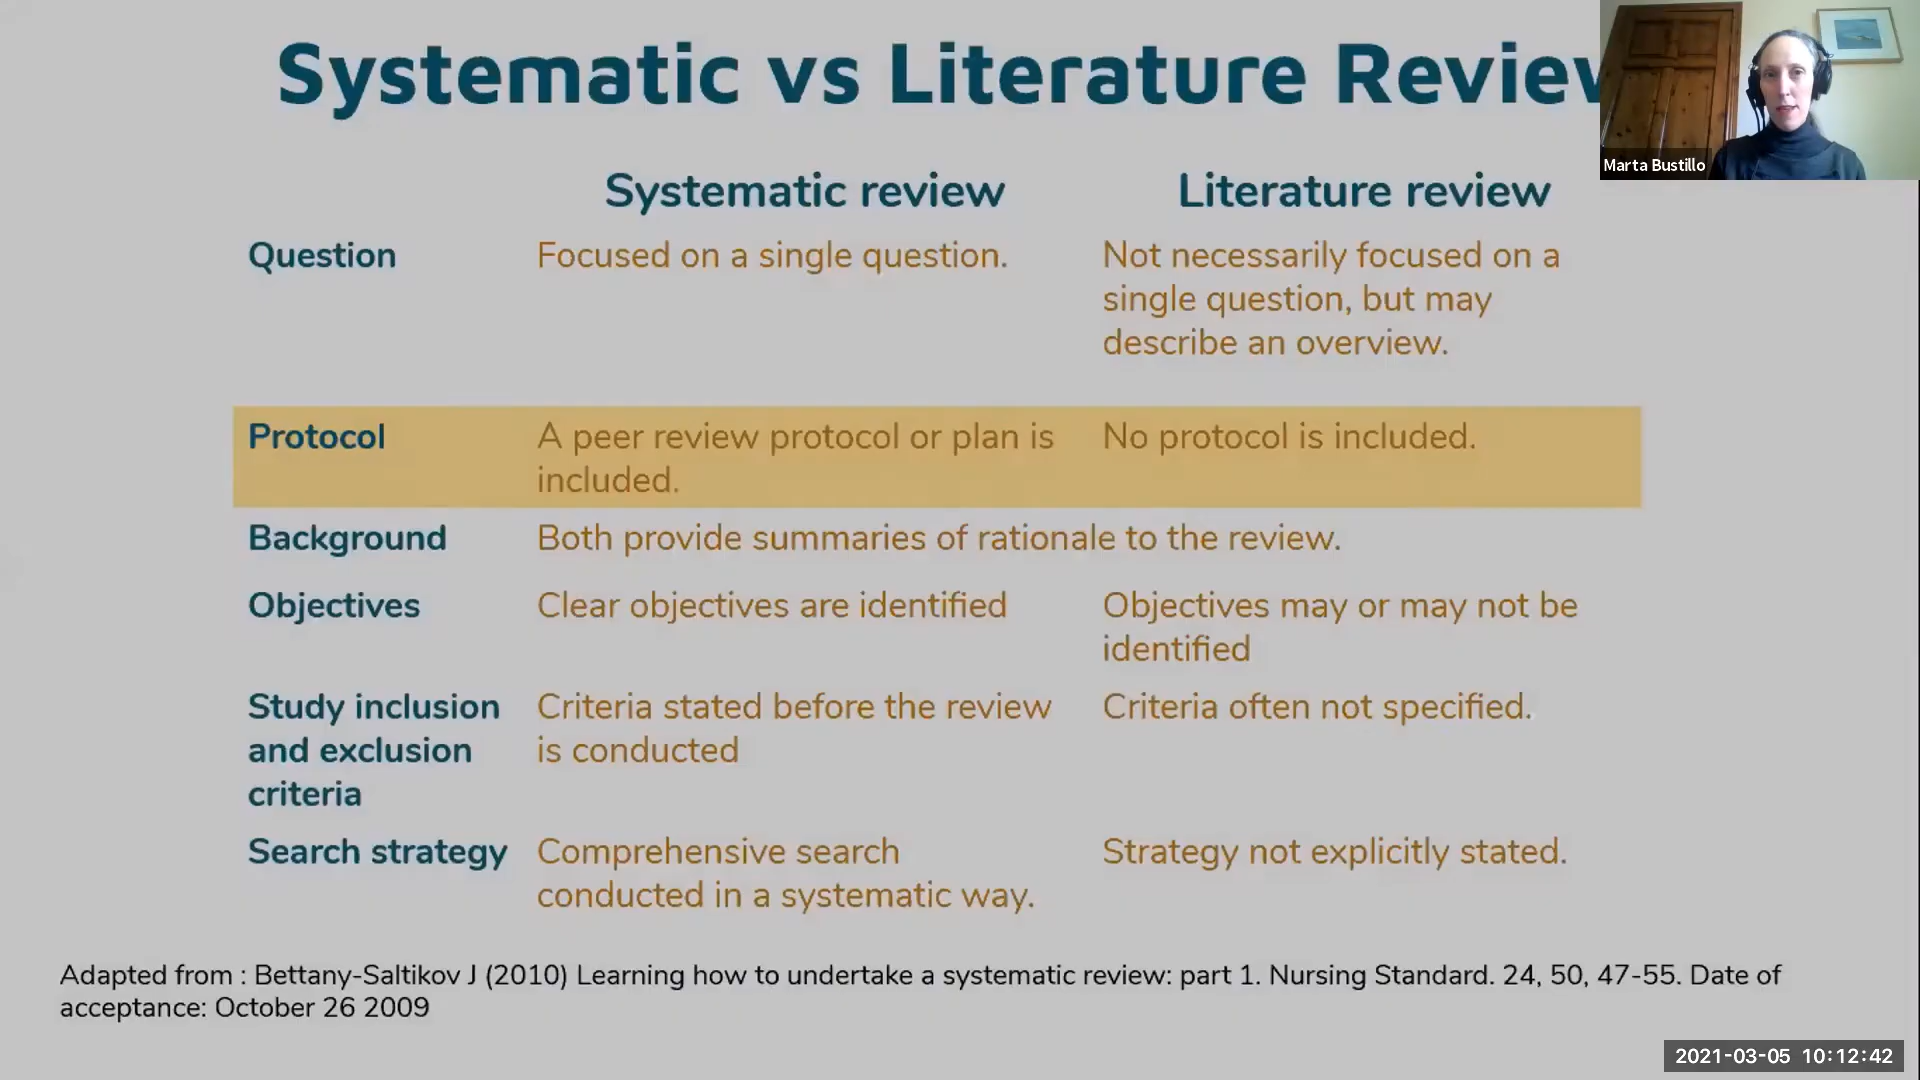 Systematic vs Literature Review
Marta Bustillo
Systematic review
Literature review
Question
Focused on a single question.
Not necessarily focused on a
single question, but may
describe an overview.
Protocol
A peer review protocol or plan is
included.
No protocol is included.
Background
Both provide summaries of rationale to the review.
Objectives
Clear objectives are identified
Objectives may or may not be
identified
Study inclusion
and exclusion
criteria
Criteria stated before the review
is conducted
Criteria often not specified.
Search strategy
Comprehensive search
conducted in a systematic way.
Strategy not explicitly stated.
Adapted from : Bettany-Saltikov J (2010) Learning how to undertake a systematic review: part 1. Nursing Standard. 24, 50, 47-55. Date of
acceptance: October 26 2009
2021-03-05 10:12:42